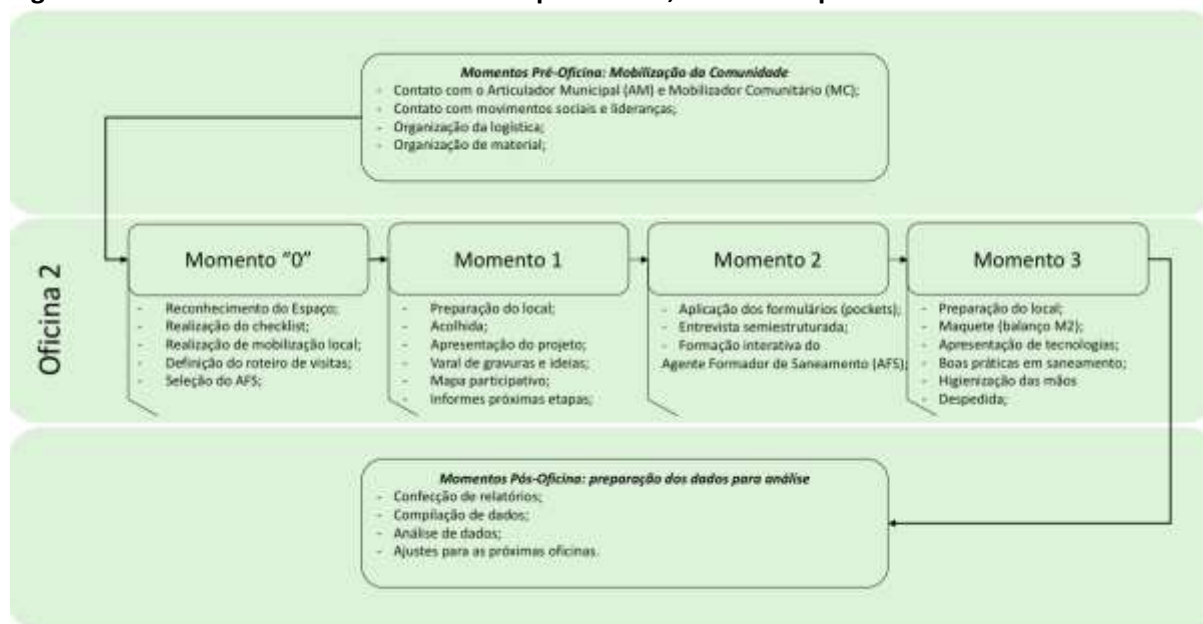 Momentos Pré-Oficina: Mobilização da Comunidade
- Contato com o Articulador Municipal (AM) e Mobilizador Comunitário (MC);
- Contato com movimentos sociais e lideranças;
- Organização da logística;
- Organização de material;
Oficina 2
Momento "0"
- Reconhecimento do Espaço;
- Realização do checklist;
- Realização de mobilização local;
- Definição do roteiro de visitas;
- Seleção do AFS;
Momento 1
- Preparação do local;
- Acolhida;
- Apresentação do projeto;
- Varal de gravuras e ideias;
- Mapa participativo;
- Informes próximas etapas;
Momento 2
- Aplicação dos formulários (pockets);
- Entrevista semiestruturada;
- Formação interativa do
Agente Formador de Saneamento (AFS);
Momento 3
- Preparação do local;
- Maquete (balanço M2);
- Apresentação de tecnologias;
- Boas práticas em saneamento;
- Higienização das mãos
- Despedida;
Momentos Pós-Oficina: preparação dos dados para análise
- Confecção de relatórios;
- Compilação de dados;
- Análise de dados;
- Ajustes para as próximas oficinas.